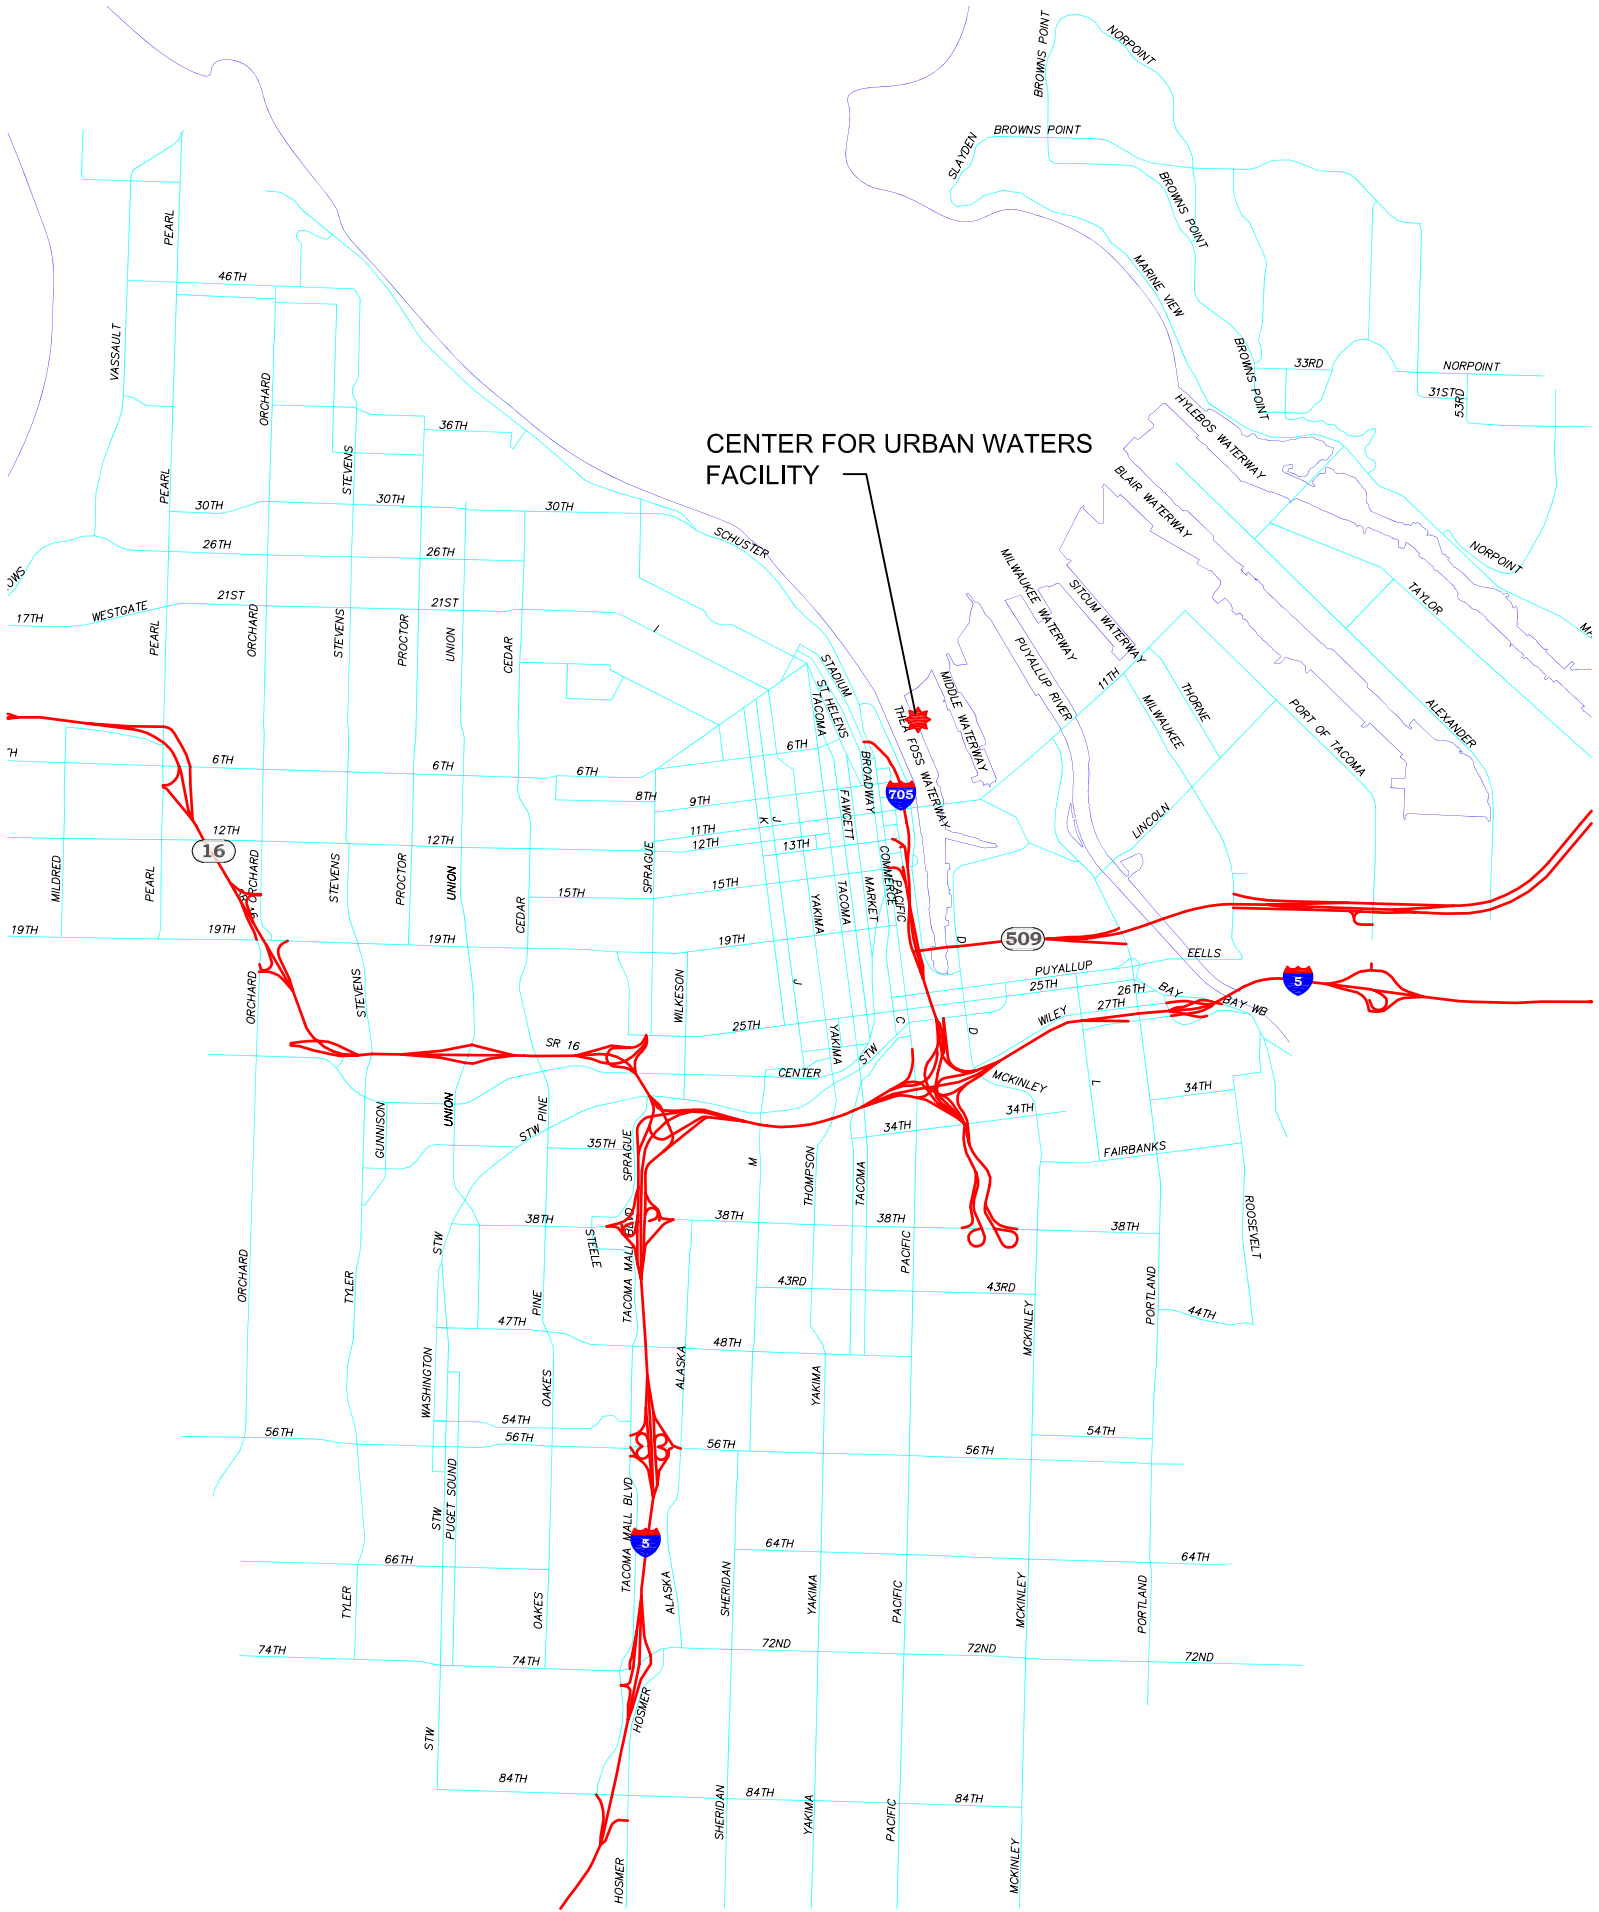 BROWNS POINT
NORPOINT
BROWNS POINT
SLAYDEN
BROWNS POINT
PEARL
46TH
MARINE VIEW
VASSAULT
BROWNS POINT
33RD
NORPOINT
ORCHARD
31ST
53RD
HYLEBOS WATERWAY
36TH
CENTER FOR URBAN WATERS
FACILITY
STEVENS
PEARL
BLAIR WATERWAY
30TH
30TH
30TH
SCHUSTER
26TH
26TH
NORPOINT
OWS
MILWAUKEE WATERWAY
SITCUM WATERWAY
TAYLOR
17TH
WESTGATE
21ST
21ST
PEARL
ORCHARD
STEVENS
PROCTOR
UNION
CEDAR
I
MA
PUYALLUP RIVER
STADIUM
ST HELENS
TACOMA
MIDDLE WATERWAY
11TH
THORNE
MILWAUKEE
PORT OF TACOMA
ALEXANDER
THEA FOSS WATERWAY
TH
6TH
6TH
6TH
6TH
BROADWAY
705
8TH
9TH
K
J
FAWCETT
LINCOLN
11TH
12TH
12TH
12TH
13TH
16
MILDRED
PEARL
ORCHARD
STEVENS
PROCTOR
UNION
CEDAR
SPRAGUE
15TH
15TH
YAKIMA
TACOMA
MARKET
COMMERCE
PACIFIC
19TH
19TH
19TH
19TH
D
509
EELLS
PUYALLUP
25TH
26TH
BAY
BAY WB
5
ORCHARD
STEVENS
WILKESON
J
C
D
WILEY
27TH
25TH
YAKIMA
STW
SR 16
CENTER
MCKINLEY
L
34TH
34TH
34TH
GUNNISON
UNION
STW
PINE
35TH
SPRAGUE
M
THOMPSON
TACOMA
FAIRBANKS
ROOSEVELT
38TH
38TH
38TH
38TH
STW
STEELE
TACOMA MALL BLVD
PACIFIC
ORCHARD
TYLER
PINE
43RD
43RD
MCKINLEY
PORTLAND
44TH
47TH
48TH
WASHINGTON
OAKES
ALASKA
YAKIMA
54TH
54TH
56TH
56TH
56TH
56TH
STW
PUGET SOUND
TACOMA MALL BLVD
5
66TH
64TH
64TH
TYLER
OAKES
ALASKA
SHERIDAN
YAKIMA
PACIFIC
MCKINLEY
PORTLAND
74TH
74TH
72ND
72ND
72ND
STW
HOSMER
84TH
84TH
84TH
SHERIDAN
YAKIMA
PACIFIC
MCKINLEY
HOSMER